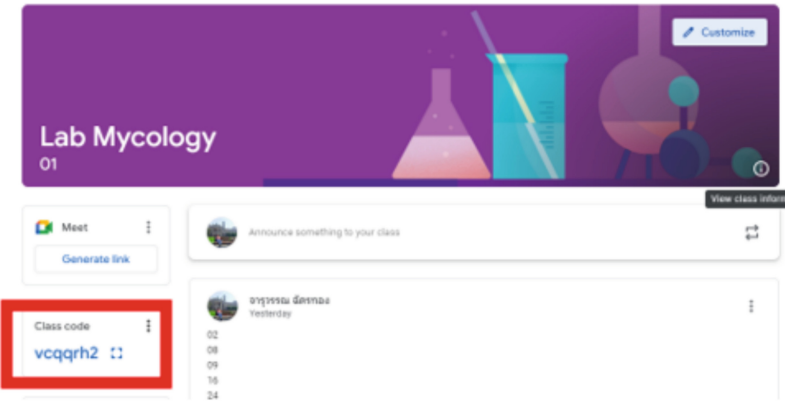 Customize
Lab Mycology
01
View class inform
Meet
Announce something to your class
Generate link
Yesterday
Class code
vcqqrh2
02
08
09
16
24